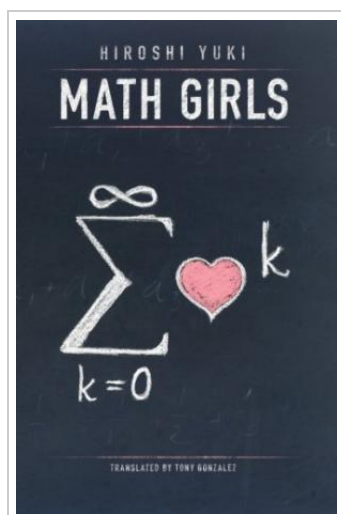 HIROSHI YUKI
MATH GIRLS
∞
Σ k
k=0
TRANSLATED BY TONY GONZALEZ